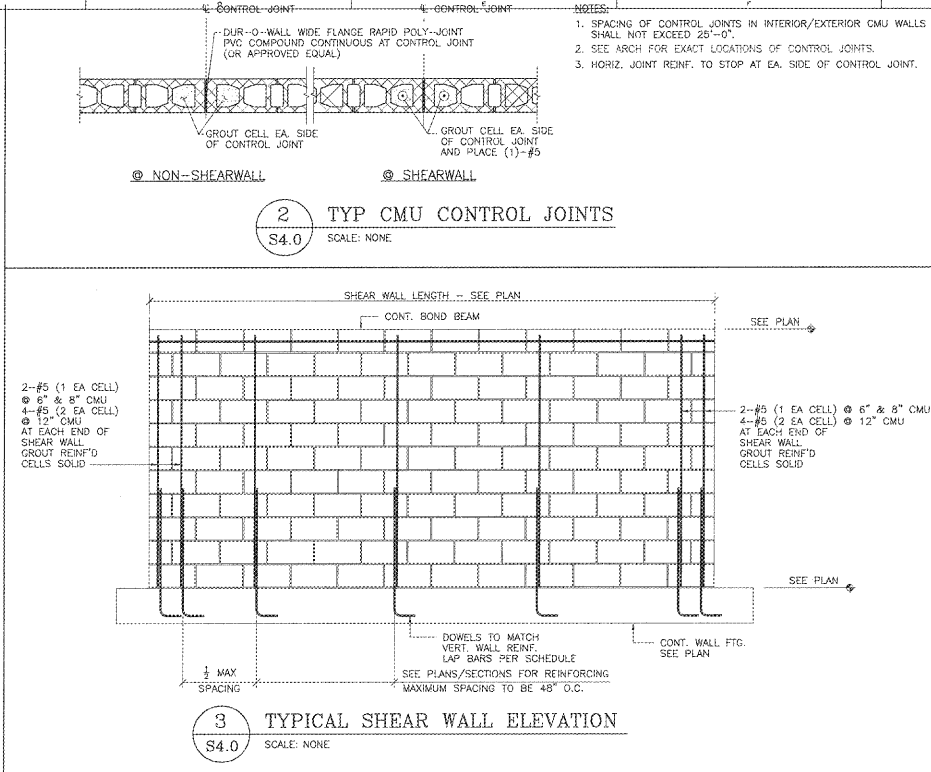 ℄ CONTROL JOINT
℄ CONTROL JOINT
DUR-O-WALL WIDE FLANGE RAPID POLY-JOINT
PVC COMPOUND CONTINUOUS AT CONTROL JOINT
(OR APPROVED EQUAL)
GROUT CELL EA. SIDE
OF CONTROL JOINT
GROUT CELL EA. SIDE
OF CONTROL JOINT
AND PLACE (1)-#5
@ NON-SHEARWALL
@ SHEARWALL
NOTES:
1. SPACING OF CONTROL JOINTS IN INTERIOR/EXTERIOR CMU WALLS
SHALL NOT EXCEED 25'-0".
2. SEE ARCH FOR EXACT LOCATIONS OF CONTROL JOINTS.
3. HORIZ. JOINT REINF. TO STOP AT EA. SIDE OF CONTROL JOINT.
2
S4.0
TYP CMU CONTROL JOINTS
SCALE: NONE
SHEAR WALL LENGTH - SEE PLAN
CONT. BOND BEAM
SEE PLAN
2-#5 (1 EA CELL)
@ 6" & 8" CMU
4-#5 (2 EA CELL)
@ 12" CMU
AT EACH END OF
SHEAR WALL
GROUT REINF'D
CELLS SOLID
2-#5 (1 EA CELL) @ 6" & 8" CMU
4-#5 (2 EA CELL) @ 12" CMU
AT EACH END OF
SHEAR WALL
GROUT REINF'D
CELLS SOLID
SEE PLAN
DOWELS TO MATCH
VERT. WALL REINF.
LAP BARS PER SCHEDULE
CONT. WALL FTG.
SEE PLAN
½ MAX
SPACING
SEE PLANS/SECTIONS FOR REINFORCING
MAXIMUM SPACING TO BE 48" O.C.
3
S4.0
TYPICAL SHEAR WALL ELEVATION
SCALE: NONE